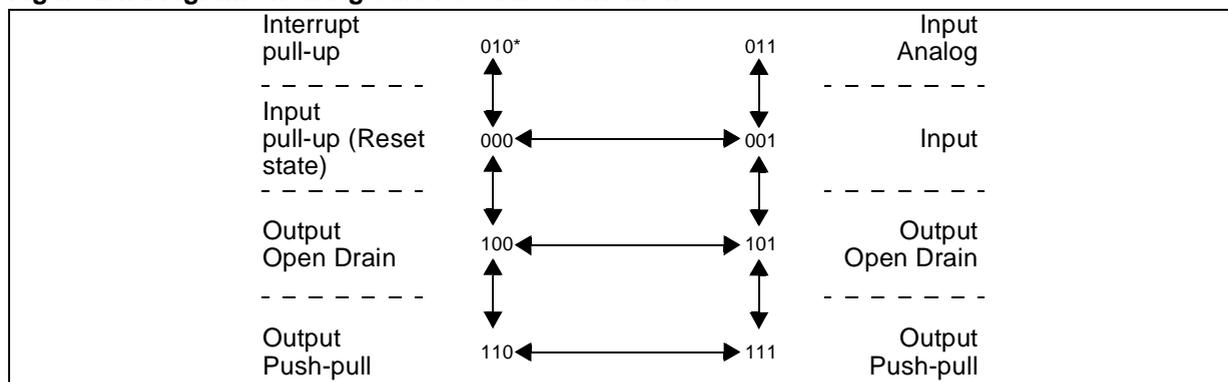 Interrupt
pull-up
010*
011
Input
Analog
Input
pull-up (Reset
state)
000
001
Input
Output
Open Drain
100
101
Output
Open Drain
Output
Push-pull
110
111
Output
Push-pull